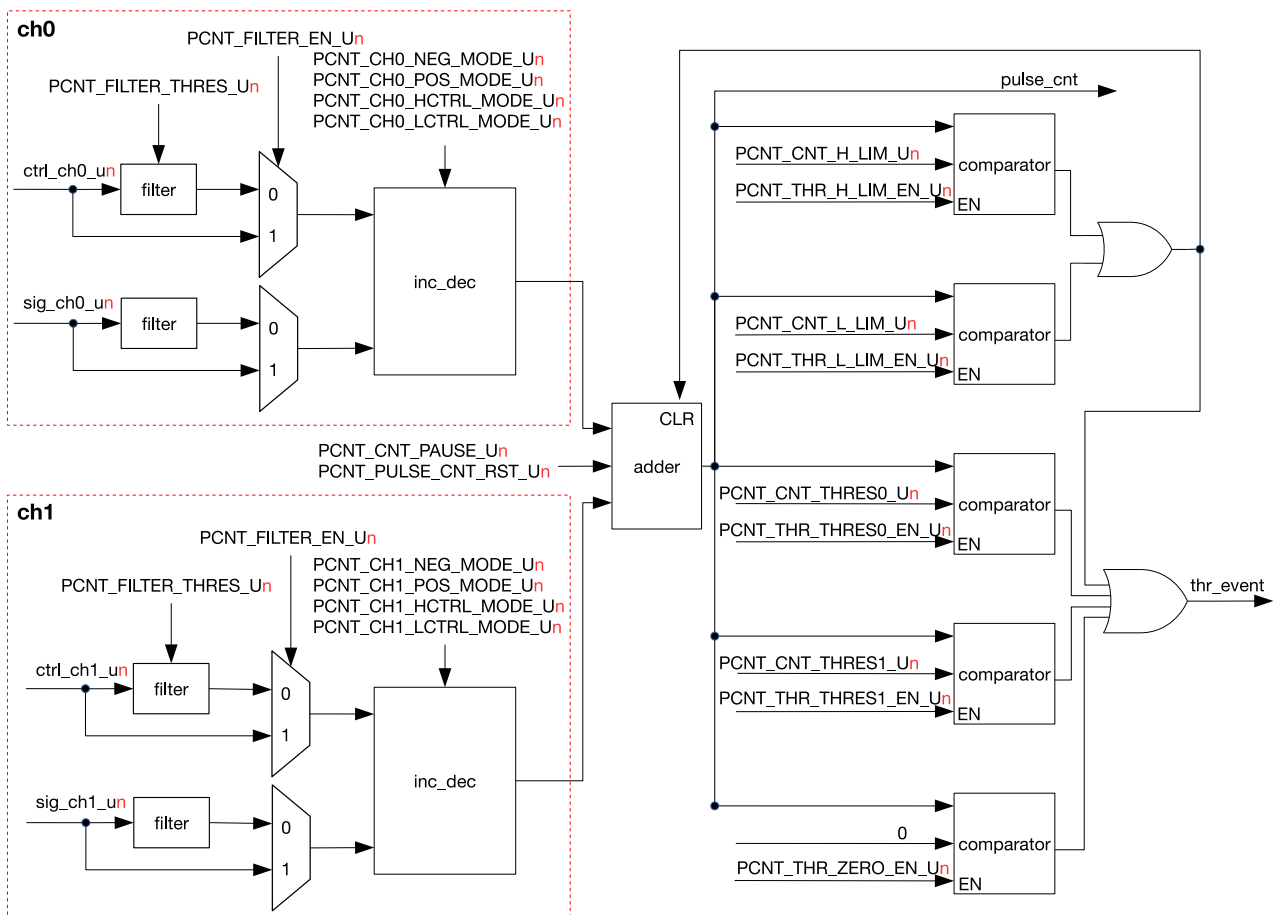 ch0
PCNT_FILTER_EN_Un
PCNT_CH0_NEG_MODE_Un
PCNT_CH0_POS_MODE_Un
PCNT_CH0_HCTRL_MODE_Un
PCNT_CH0_LCTRL_MODE_Un
PCNT_FILTER_THRES_Un
ctrl_ch0_un
filter
0
1
inc_dec
sig_ch0_un
filter
0
1
PCNT_CNT_PAUSE_Un
PCNT_PULSE_CNT_RST_Un
CLR
adder
ch1
PCNT_FILTER_EN_Un
PCNT_CH1_NEG_MODE_Un
PCNT_CH1_POS_MODE_Un
PCNT_CH1_HCTRL_MODE_Un
PCNT_CH1_LCTRL_MODE_Un
PCNT_FILTER_THRES_Un
ctrl_ch1_un
filter
0
1
inc_dec
sig_ch1_un
filter
0
1
pulse_cnt
PCNT_CNT_H_LIM_Un
comparator
PCNT_THR_H_LIM_EN_Un
EN
PCNT_CNT_L_LIM_Un
comparator
PCNT_THR_L_LIM_EN_Un
EN
PCNT_CNT_THRES0_Un
comparator
PCNT_THR_THRES0_EN_Un
EN
thr_event
PCNT_CNT_THRES1_Un
comparator
PCNT_THR_THRES1_EN_Un
EN
0
comparator
PCNT_THR_ZERO_EN_Un
EN